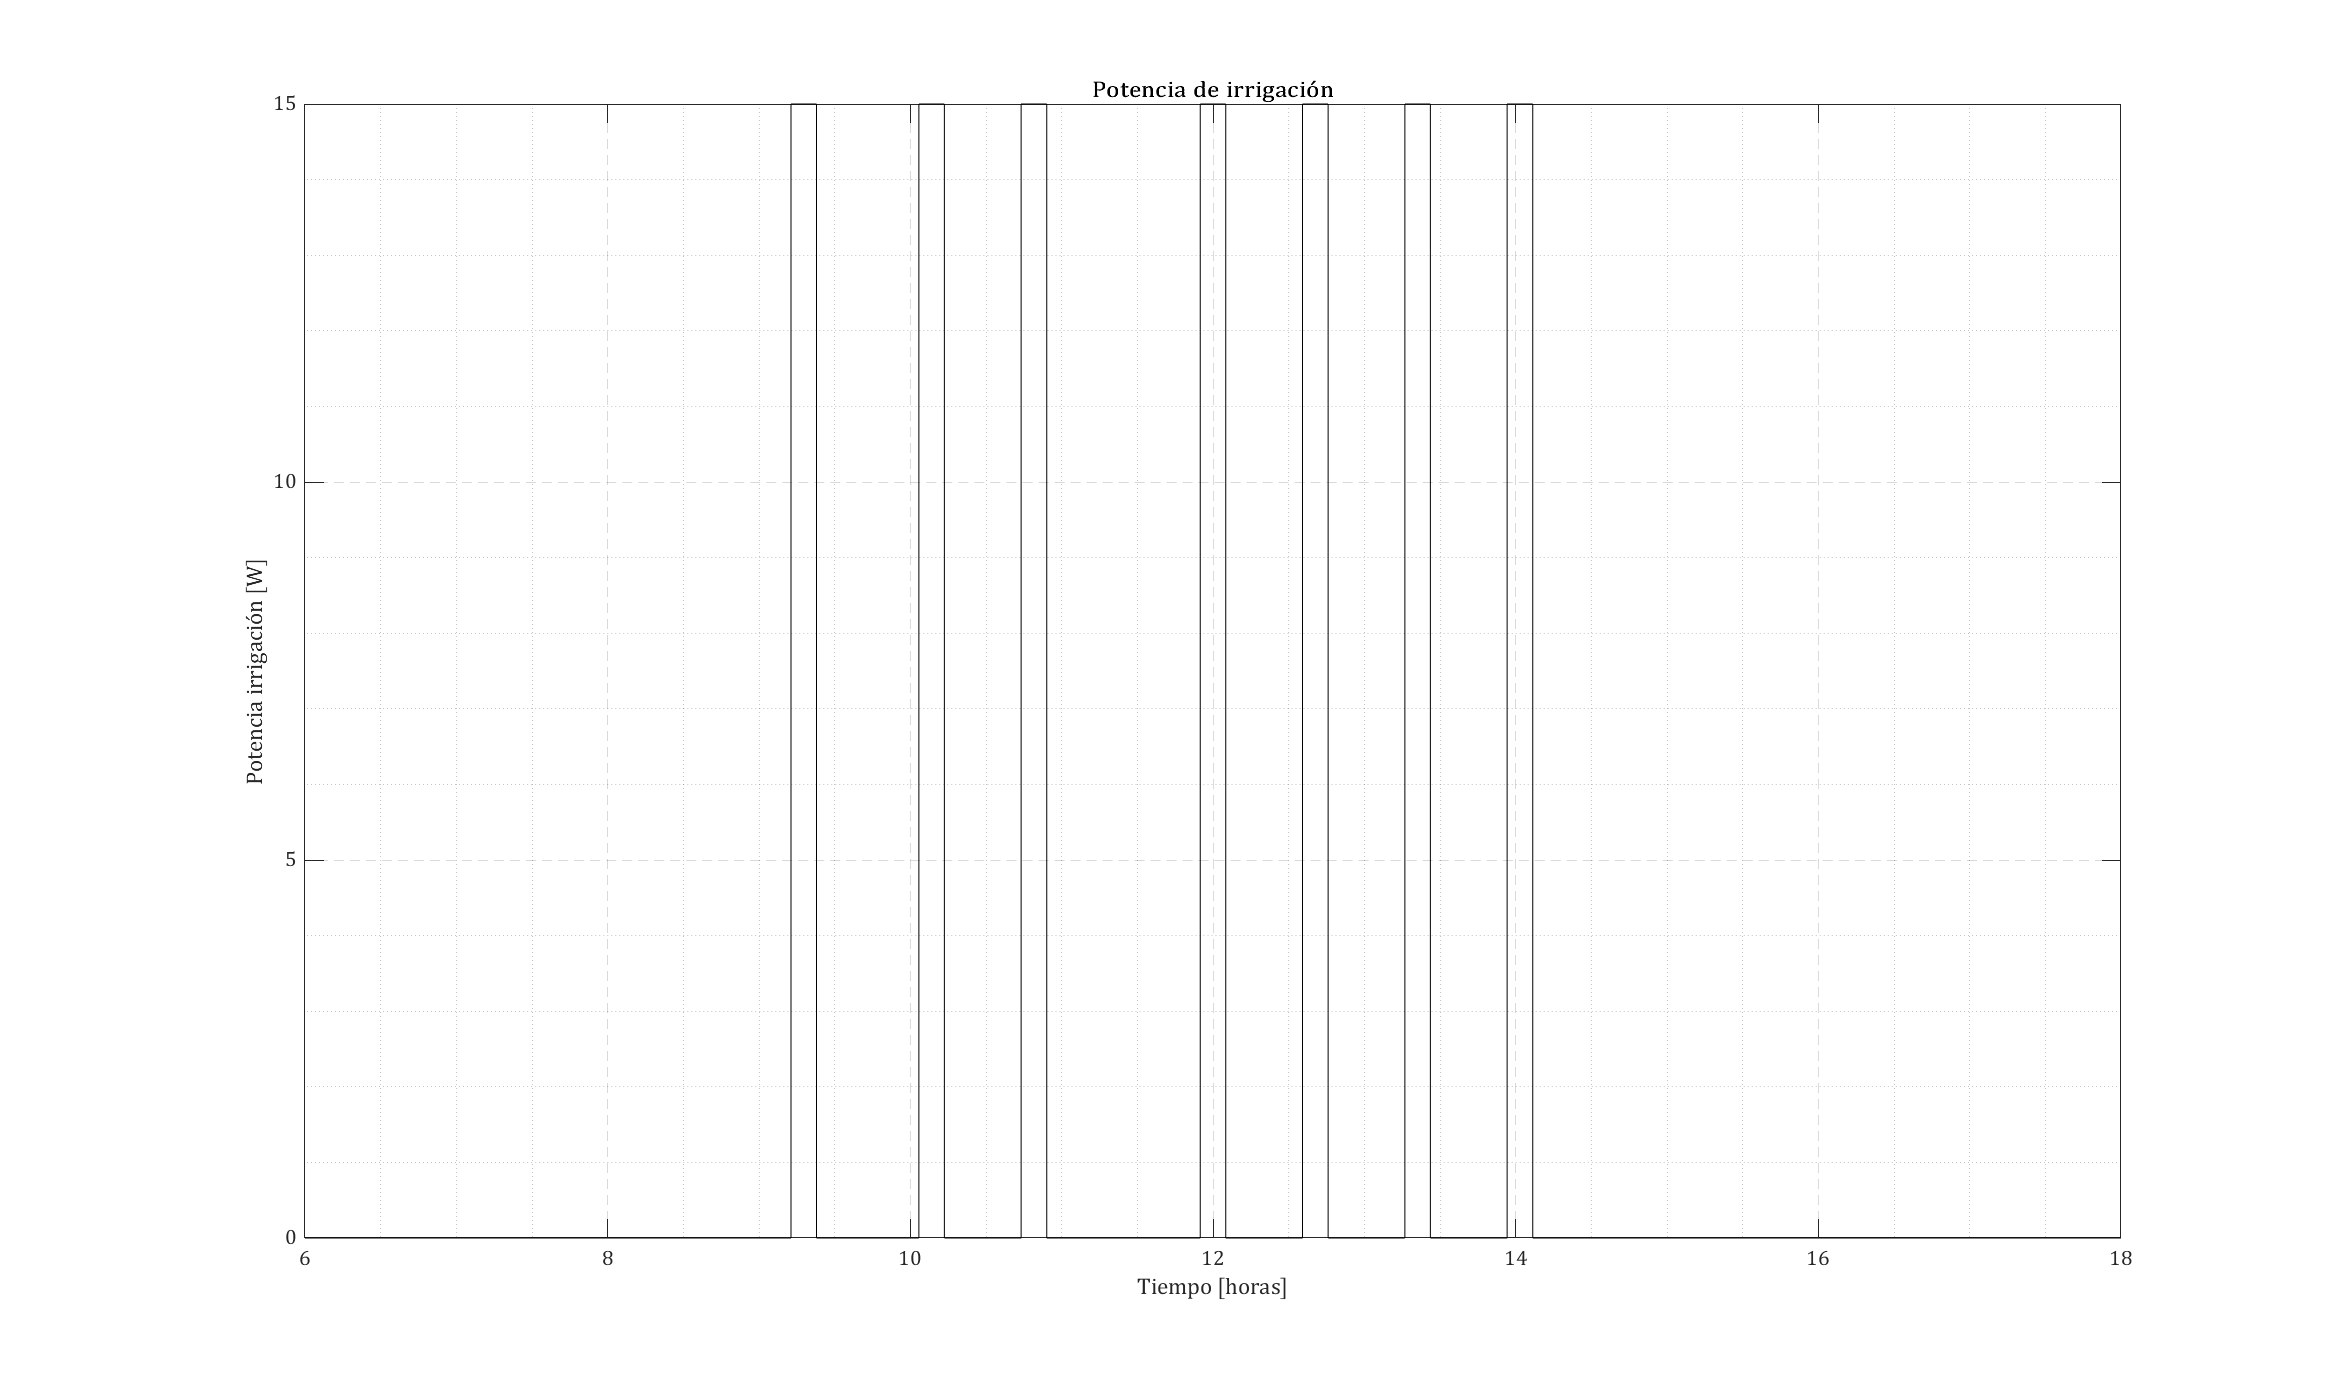 Potencia de irrigación
15
10
5
0
Potencia irrigación [W]
6 8 10 12 14 16 18
Tiempo [horas]